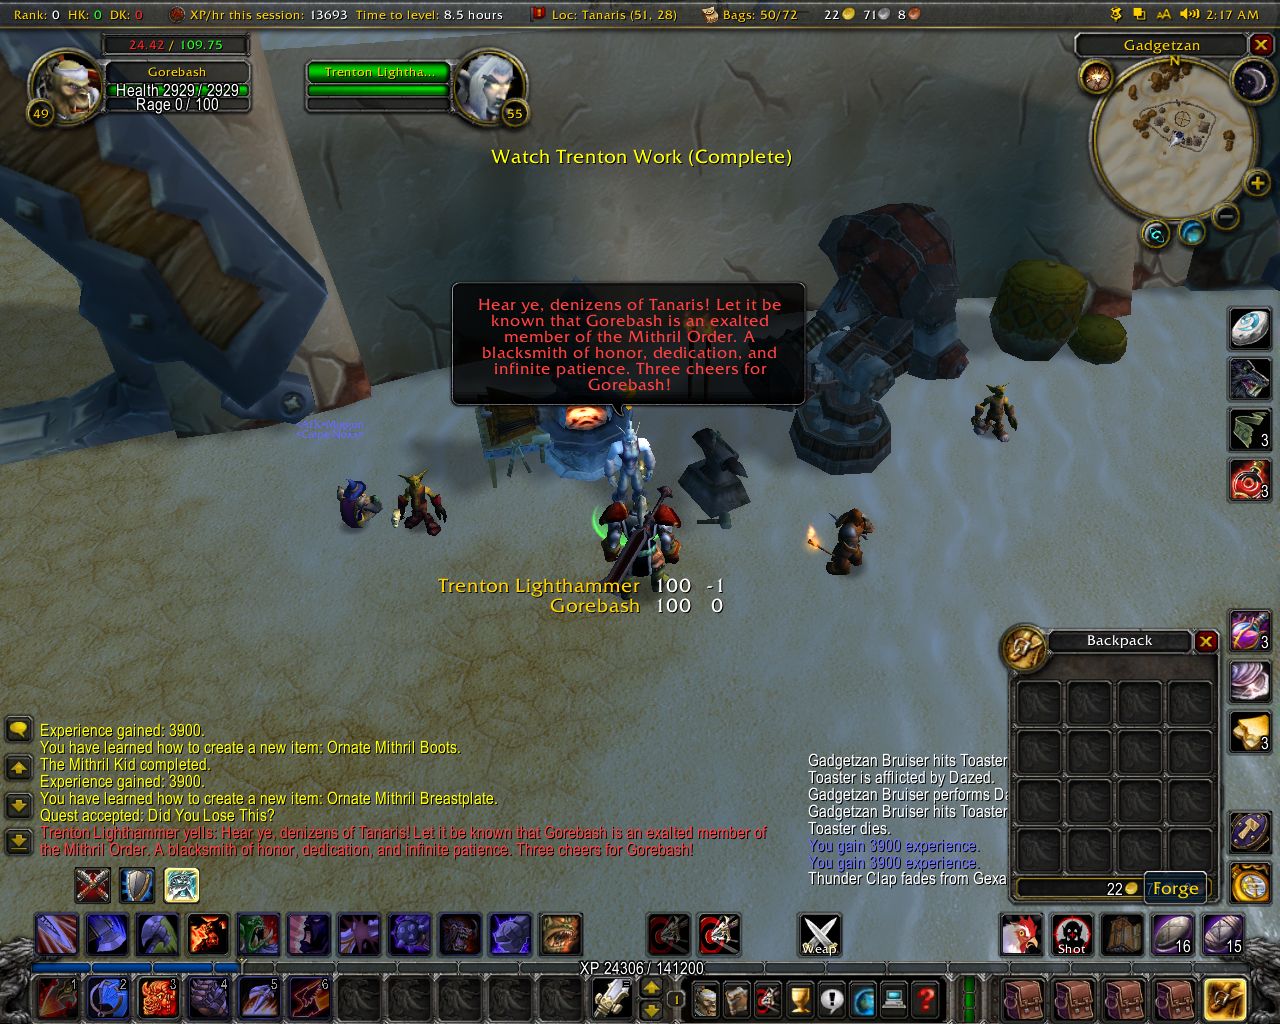 Rank: 0 HK: 0 DK: 0 XP/hr this session: 13693 Time to level: 8.5 hours Loc: Tanaris (51, 28) Bags: 50/72 22 71 8 2:17 AM
24.42 / 109.75
Gorebash
Health 2929 / 2929
Rage 0 / 100
49
Trenton Lightha...
55
Gadgetzan
N
Watch Trenton Work (Complete)
Hear ye, denizens of Tanaris! Let it be
known that Gorebash is an exalted
member of the Mithril Order. A
blacksmith of honor, dedication, and
infinite patience. Three cheers for
Gorebash!
3
3
Trenton Lighthammer 100 -1
Gorebash 100 0
Backpack
3
3
22
Forge
Experience gained: 3900.
You have learned how to create a new item: Ornate Mithril Boots.
The Mithril Kid completed.
Experience gained: 3900.
You have learned how to create a new item: Ornate Mithril Breastplate.
Quest accepted: Did You Lose This?
Trenton Lighthammer yells: Hear ye, denizens of Tanaris! Let it be known that Gorebash is an exalted member of
the Mithril Order. A blacksmith of honor, dedication, and infinite patience. Three cheers for Gorebash!
Gadgetzan Bruiser hits Toaster
Toaster is afflicted by Dazed.
Gadgetzan Bruiser performs Da
Gadgetzan Bruiser hits Toaster
Toaster dies.
You gain 3900 experience.
You gain 3900 experience.
Thunder Clap fades from Gexa
Weap
Shot
16
15
XP 24306 / 141200
1
2
3
4
5
6
=
1